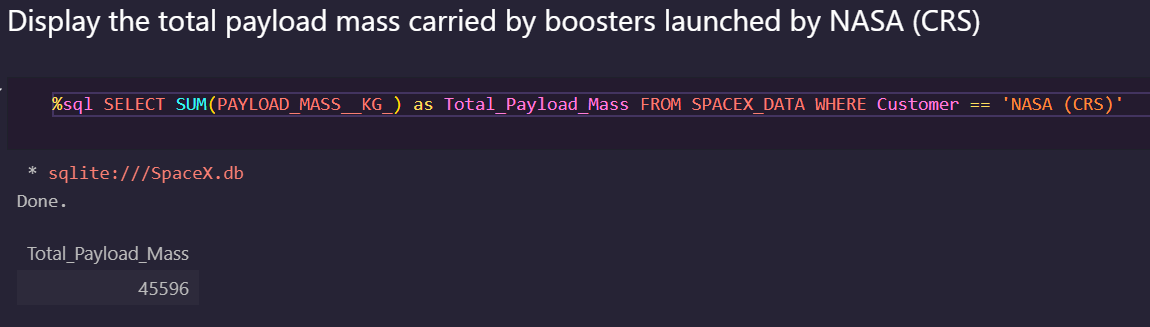 Display the total payload mass carried by boosters launched by NASA (CRS)
%sql SELECT SUM(PAYLOAD_MASS__KG_) as Total_Payload_Mass FROM SPACEX_DATA WHERE Customer == 'NASA (CRS)'
* sqlite:///SpaceX.db
Done.
Total_Payload_Mass
45596